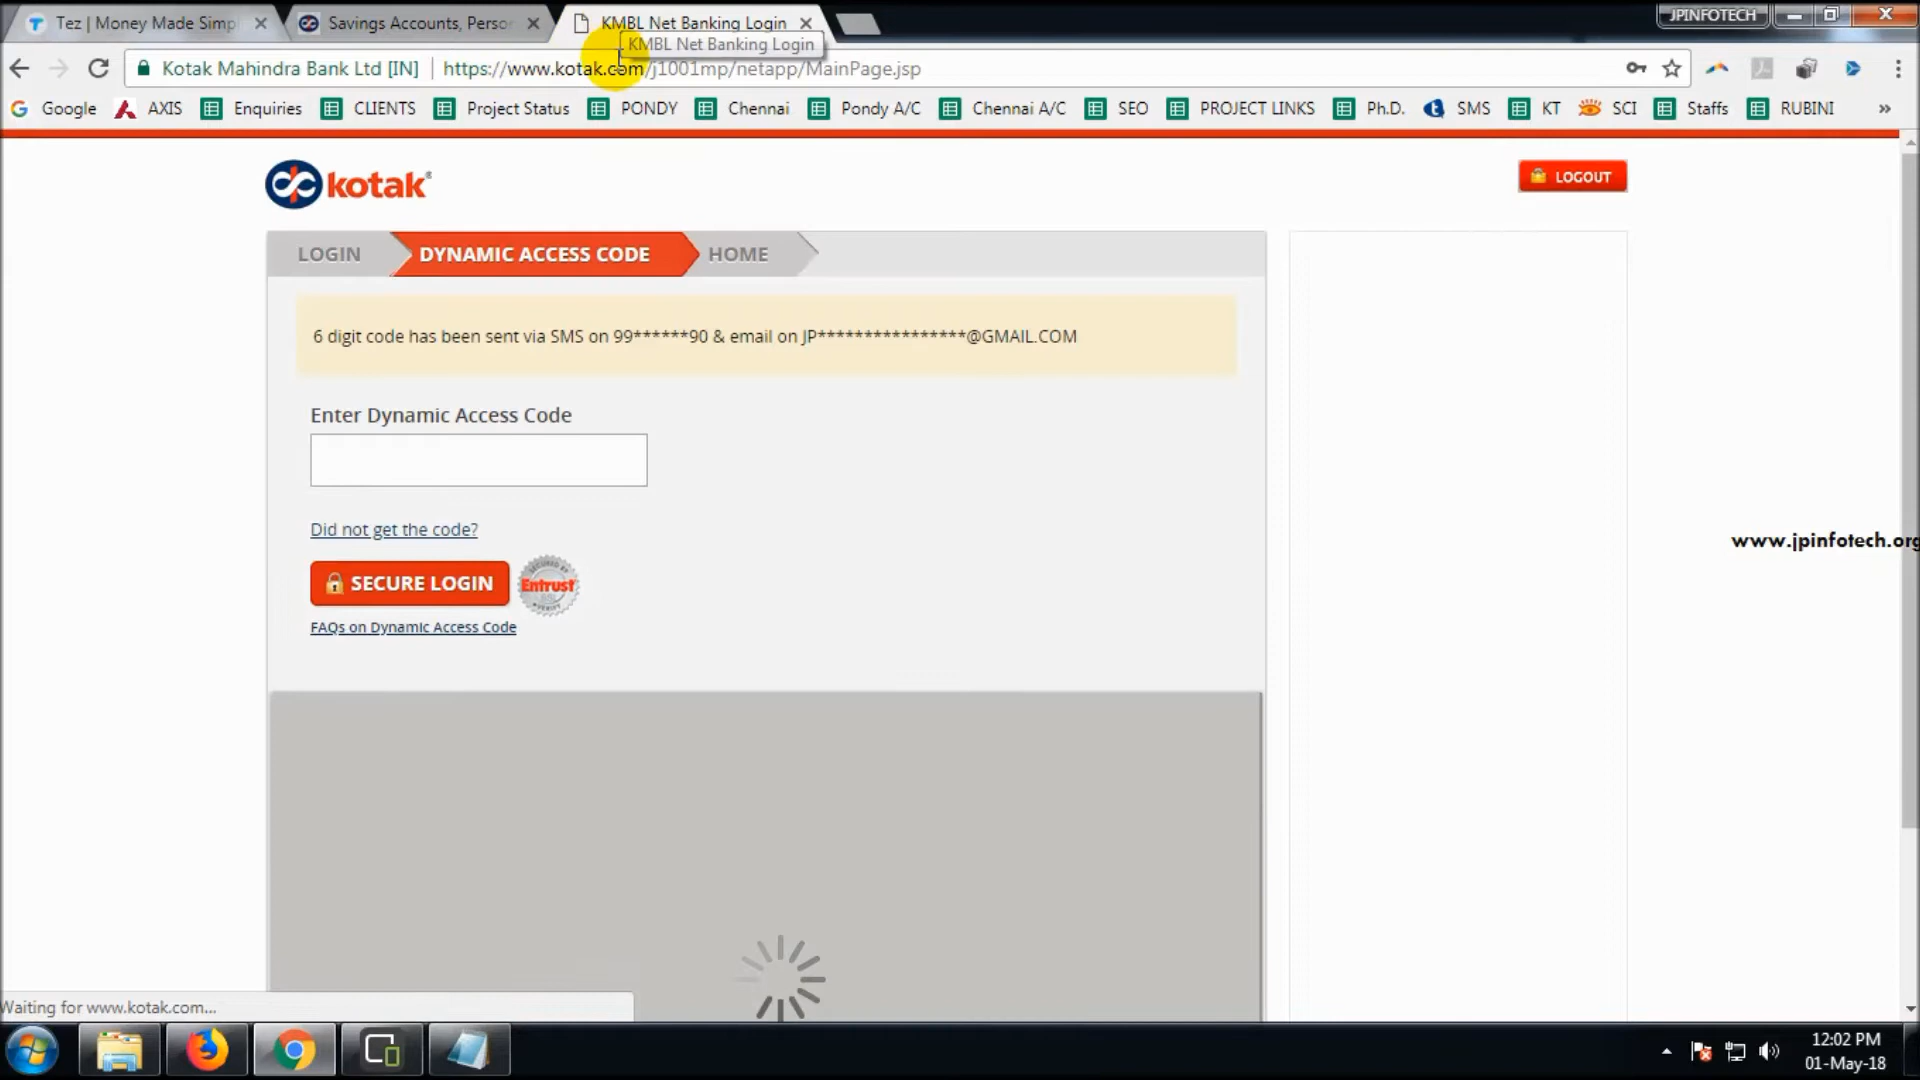 Tez | Money Made Simpl
Savings Accounts, Perso
KMBL Net Banking Login
JPINFOTECH
KMBL Net Banking Login
Kotak Mahindra Bank Ltd [IN]
https://www.kotak.com/j1001mp/netapp/MainPage.jsp
Google AXIS Enquiries CLIENTS Project Status PONDY Chennai Pondy A/C Chennai A/C SEO PROJECT LINKS Ph.D. SMS KT SCI Staffs RUBINI »
kotak®
LOGOUT
LOGIN DYNAMIC ACCESS CODE HOME
6 digit code has been sent via SMS on 99******90 & email on JP****************@GMAIL.COM
Enter Dynamic Access Code
Did not get the code?
SECURE LOGIN
SECURED BY
Entrust
VERIFY
FAQs on Dynamic Access Code
www.jpinfotech.org
Waiting for www.kotak.com...
12:02 PM
01-May-18